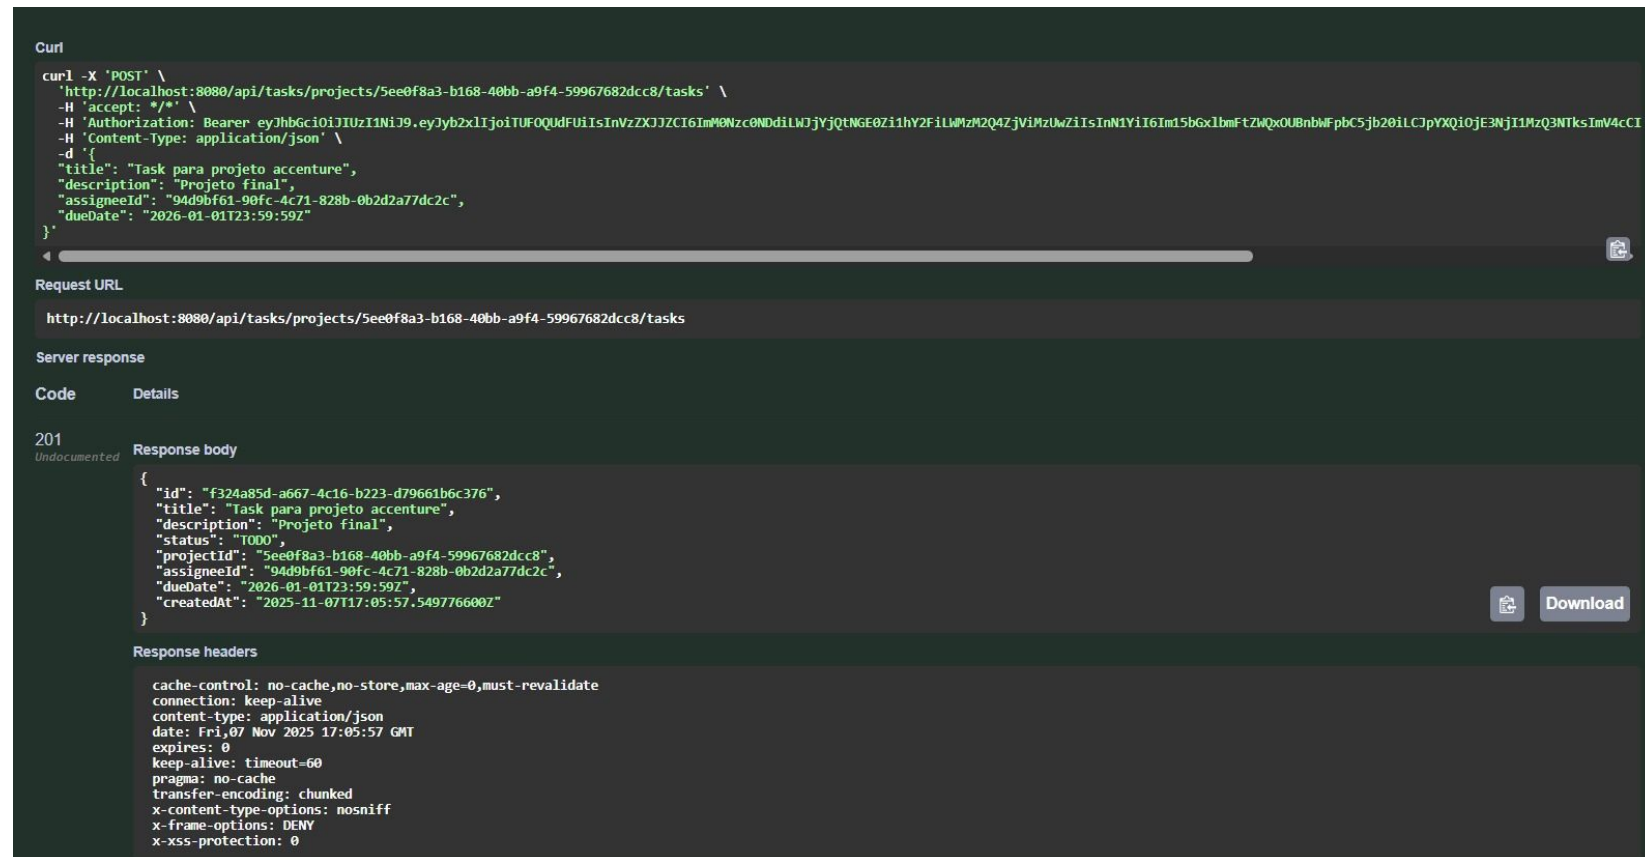 Curl
curl -X 'POST' \
'http://localhost:8080/api/tasks/projects/5ee0f8a3-b168-40bb-a9f4-59967682dcc8/tasks' \
-H 'accept: */*' \
-H 'Authorization: Bearer eyJhbGciOiJIUzI1NiJ9.eyJyb2xlIjoiTUFOQUdFUiIsInVzZXJJZCI6ImM0Nzc0NDdiLWJjYjQtNGE0Zi1hY2FiLWMzM2Q4ZjViMzUwZiIsInN1YiI6Im15bGxlbmFtZWQxOUBnbWFpbC5jb20iLCJpYXQiOjE3NjI1MzQ3NTksImV4cCI
-H 'Content-Type: application/json' \
-d '{
"title": "Task para projeto accenture",
"description": "Projeto final",
"assigneeId": "94d9bf61-90fc-4c71-828b-0b2d2a77dc2c",
"dueDate": "2026-01-01T23:59:59Z"
}'
Request URL
http://localhost:8080/api/tasks/projects/5ee0f8a3-b168-40bb-a9f4-59967682dcc8/tasks
Server response
Code Details
201
Undocumented
Response body
{
"id": "f324a85d-a667-4c16-b223-d79661b6c376",
"title": "Task para projeto accenture",
"description": "Projeto final",
"status": "TODO",
"projectId": "5ee0f8a3-b168-40bb-a9f4-59967682dcc8",
"assigneeId": "94d9bf61-90fc-4c71-828b-0b2d2a77dc2c",
"dueDate": "2026-01-01T23:59:59Z",
"createdAt": "2025-11-07T17:05:57.549776600Z"
}
Download
Response headers
cache-control: no-cache,no-store,max-age=0,must-revalidate
connection: keep-alive
content-type: application/json
date: Fri,07 Nov 2025 17:05:57 GMT
expires: 0
keep-alive: timeout=60
pragma: no-cache
transfer-encoding: chunked
x-content-type-options: nosniff
x-frame-options: DENY
x-xss-protection: 0